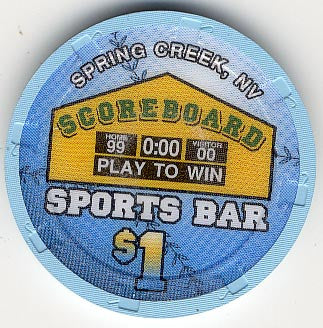 SPRING CREEK, NV
SCOREBOARD
HOME 0:00 VISITOR
99 00
PLAY TO WIN
SPORTS BAR
$1